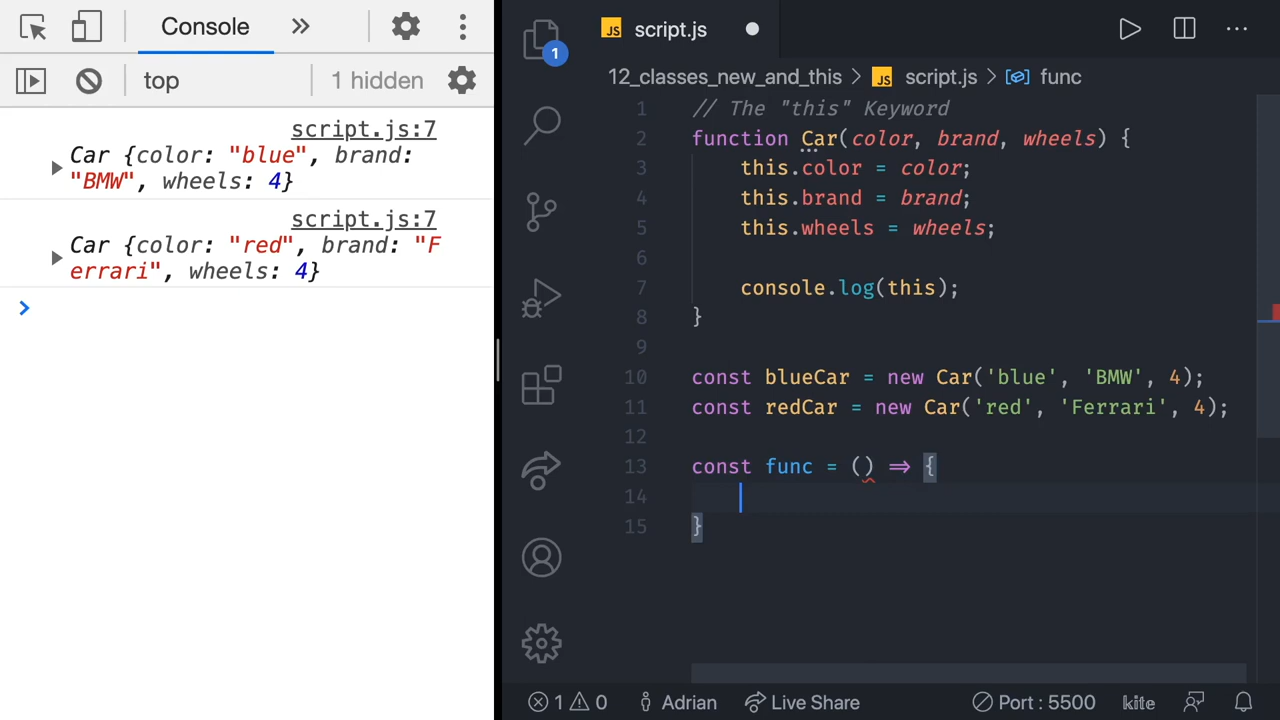 Console
top
1 hidden
script.js:7
Car {color: "blue", brand:
"BMW", wheels: 4}
script.js:7
Car {color: "red", brand: "F
errari", wheels: 4}
1
JS script.js
12_classes_new_and_this > JS script.js > func
1 // The "this" Keyword
2 function Car(color, brand, wheels) {
3 this.color = color;
4 this.brand = brand;
5 this.wheels = wheels;
6
7 console.log(this);
8 }
9
10 const blueCar = new Car('blue', 'BMW', 4);
11 const redCar = new Car('red', 'Ferrari', 4);
12
13 const func = () => {
14
15 }
1 0 Adrian Live Share Port : 5500 kite